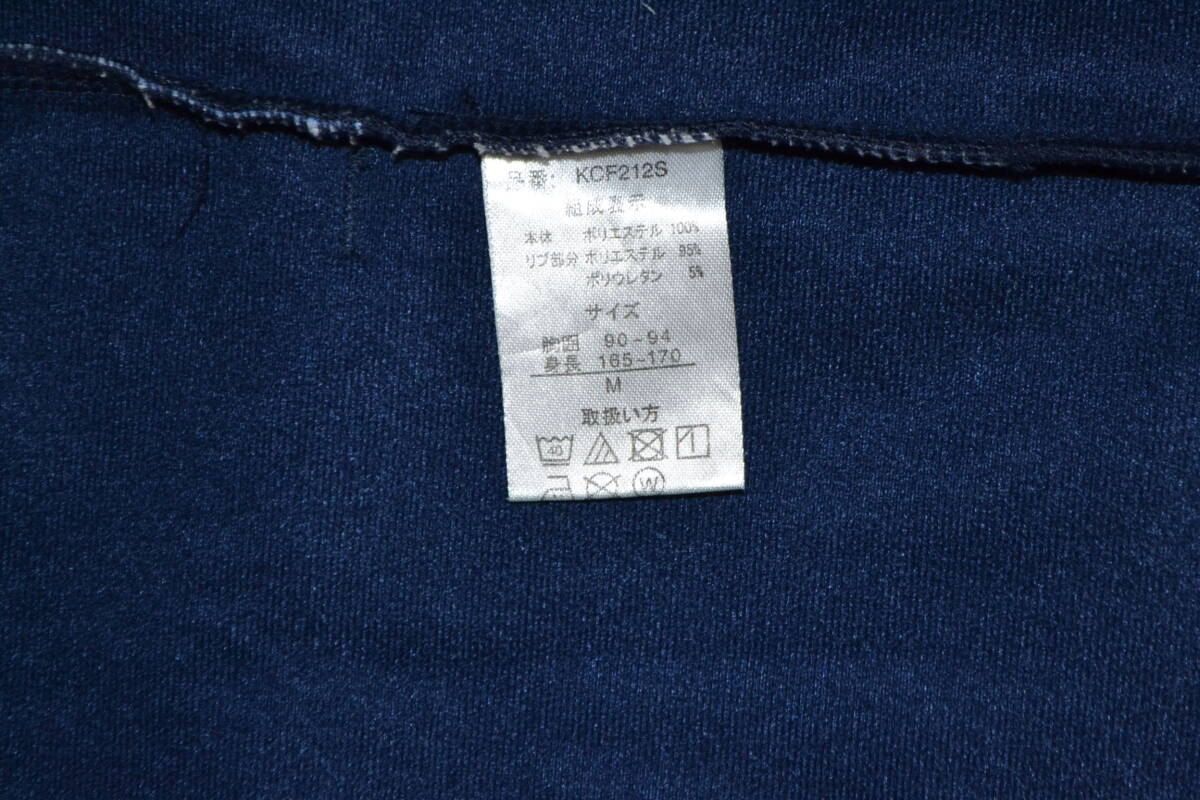 品番: KCF212S
組成表示
本体 ポリエステル 100%
リブ部分 ポリエステル 95%
ポリウレタン 5%
サイズ
胸囲 90-94
身長 165-170
M
取扱い方
40
W